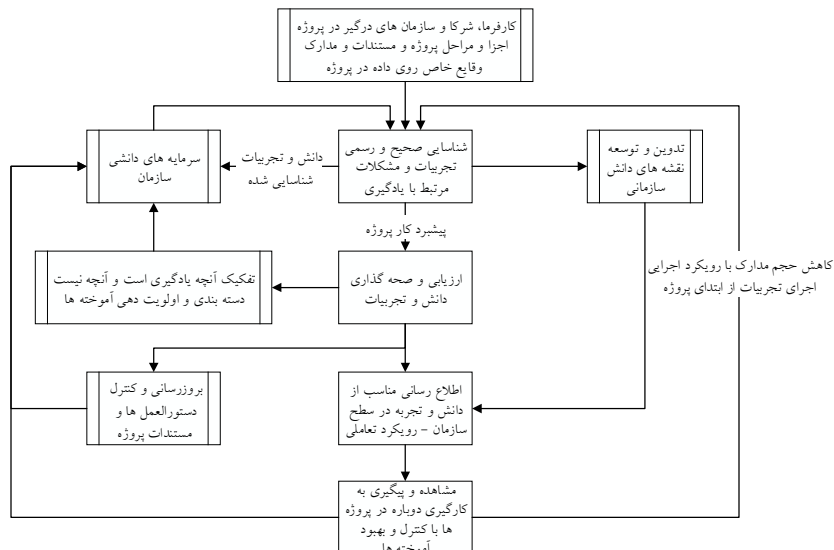 کارفرما، شرکا و سازمان های درگیر در پروژه
اجزا و مراحل پروژه و مستندات و مدارک
وقایع خاص روی داده در پروژه
تدوین و توسعه
نقشه های دانش
سازمانی
شناسایی صحیح و رسمی
تجربیات و مشکلات
مرتبط با یادگیری
دانش و تجربیات
شناسایی شده
سرمایه های دانشی
سازمان
پیشبرد کار پروژه
کاهش حجم مدارک با رویکرد اجرایی
اجرای تجربیات از ابتدای پروژه
ارزیابی و صحه گذاری
دانش و تجربیات
تفکیک آنچه یادگیری است و آنچه نیست
دسته بندی و اولویت دهی آموخته ها
اطلاع رسانی مناسب از
دانش و تجربه در سطح
سازمان – رویکرد تعاملی
بروزرسانی و کنترل
دستورالعمل ها و
مستندات پروژه
مشاهده و پیگیری به
کارگیری دوباره در پروژه
ها با کنترل و بهبود
آموخته ها